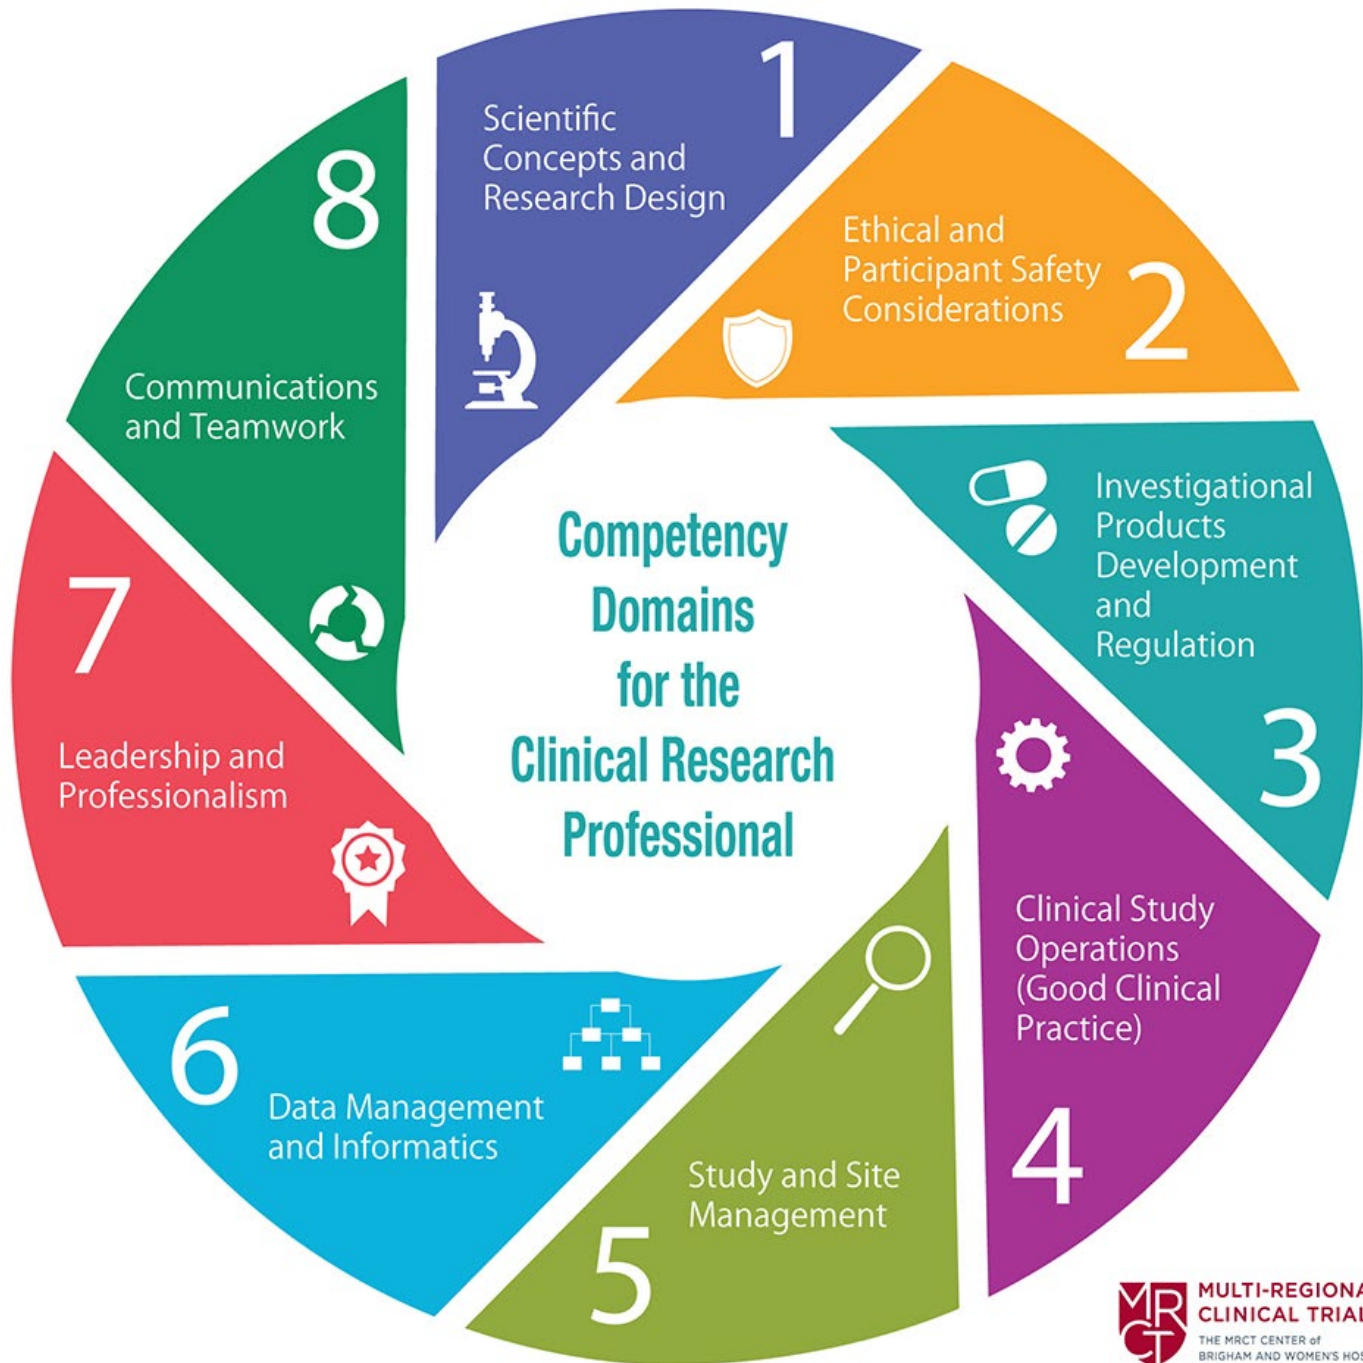 1
Scientific
Concepts and
Research Design
2
Ethical and
Participant Safety
Considerations
3
Investigational
Products
Development
and
Regulation
4
Clinical Study
Operations
(Good Clinical
Practice)
5
Study and Site
Management
6
Data Management
and Informatics
7
Leadership and
Professionalism
8
Communications
and Teamwork
Competency
Domains
for the
Clinical Research
Professional
MRCT
MULTI-REGIONA
CLINICAL TRIAL
THE MRCT CENTER of
BRIGHAM AND WOMEN'S HOS